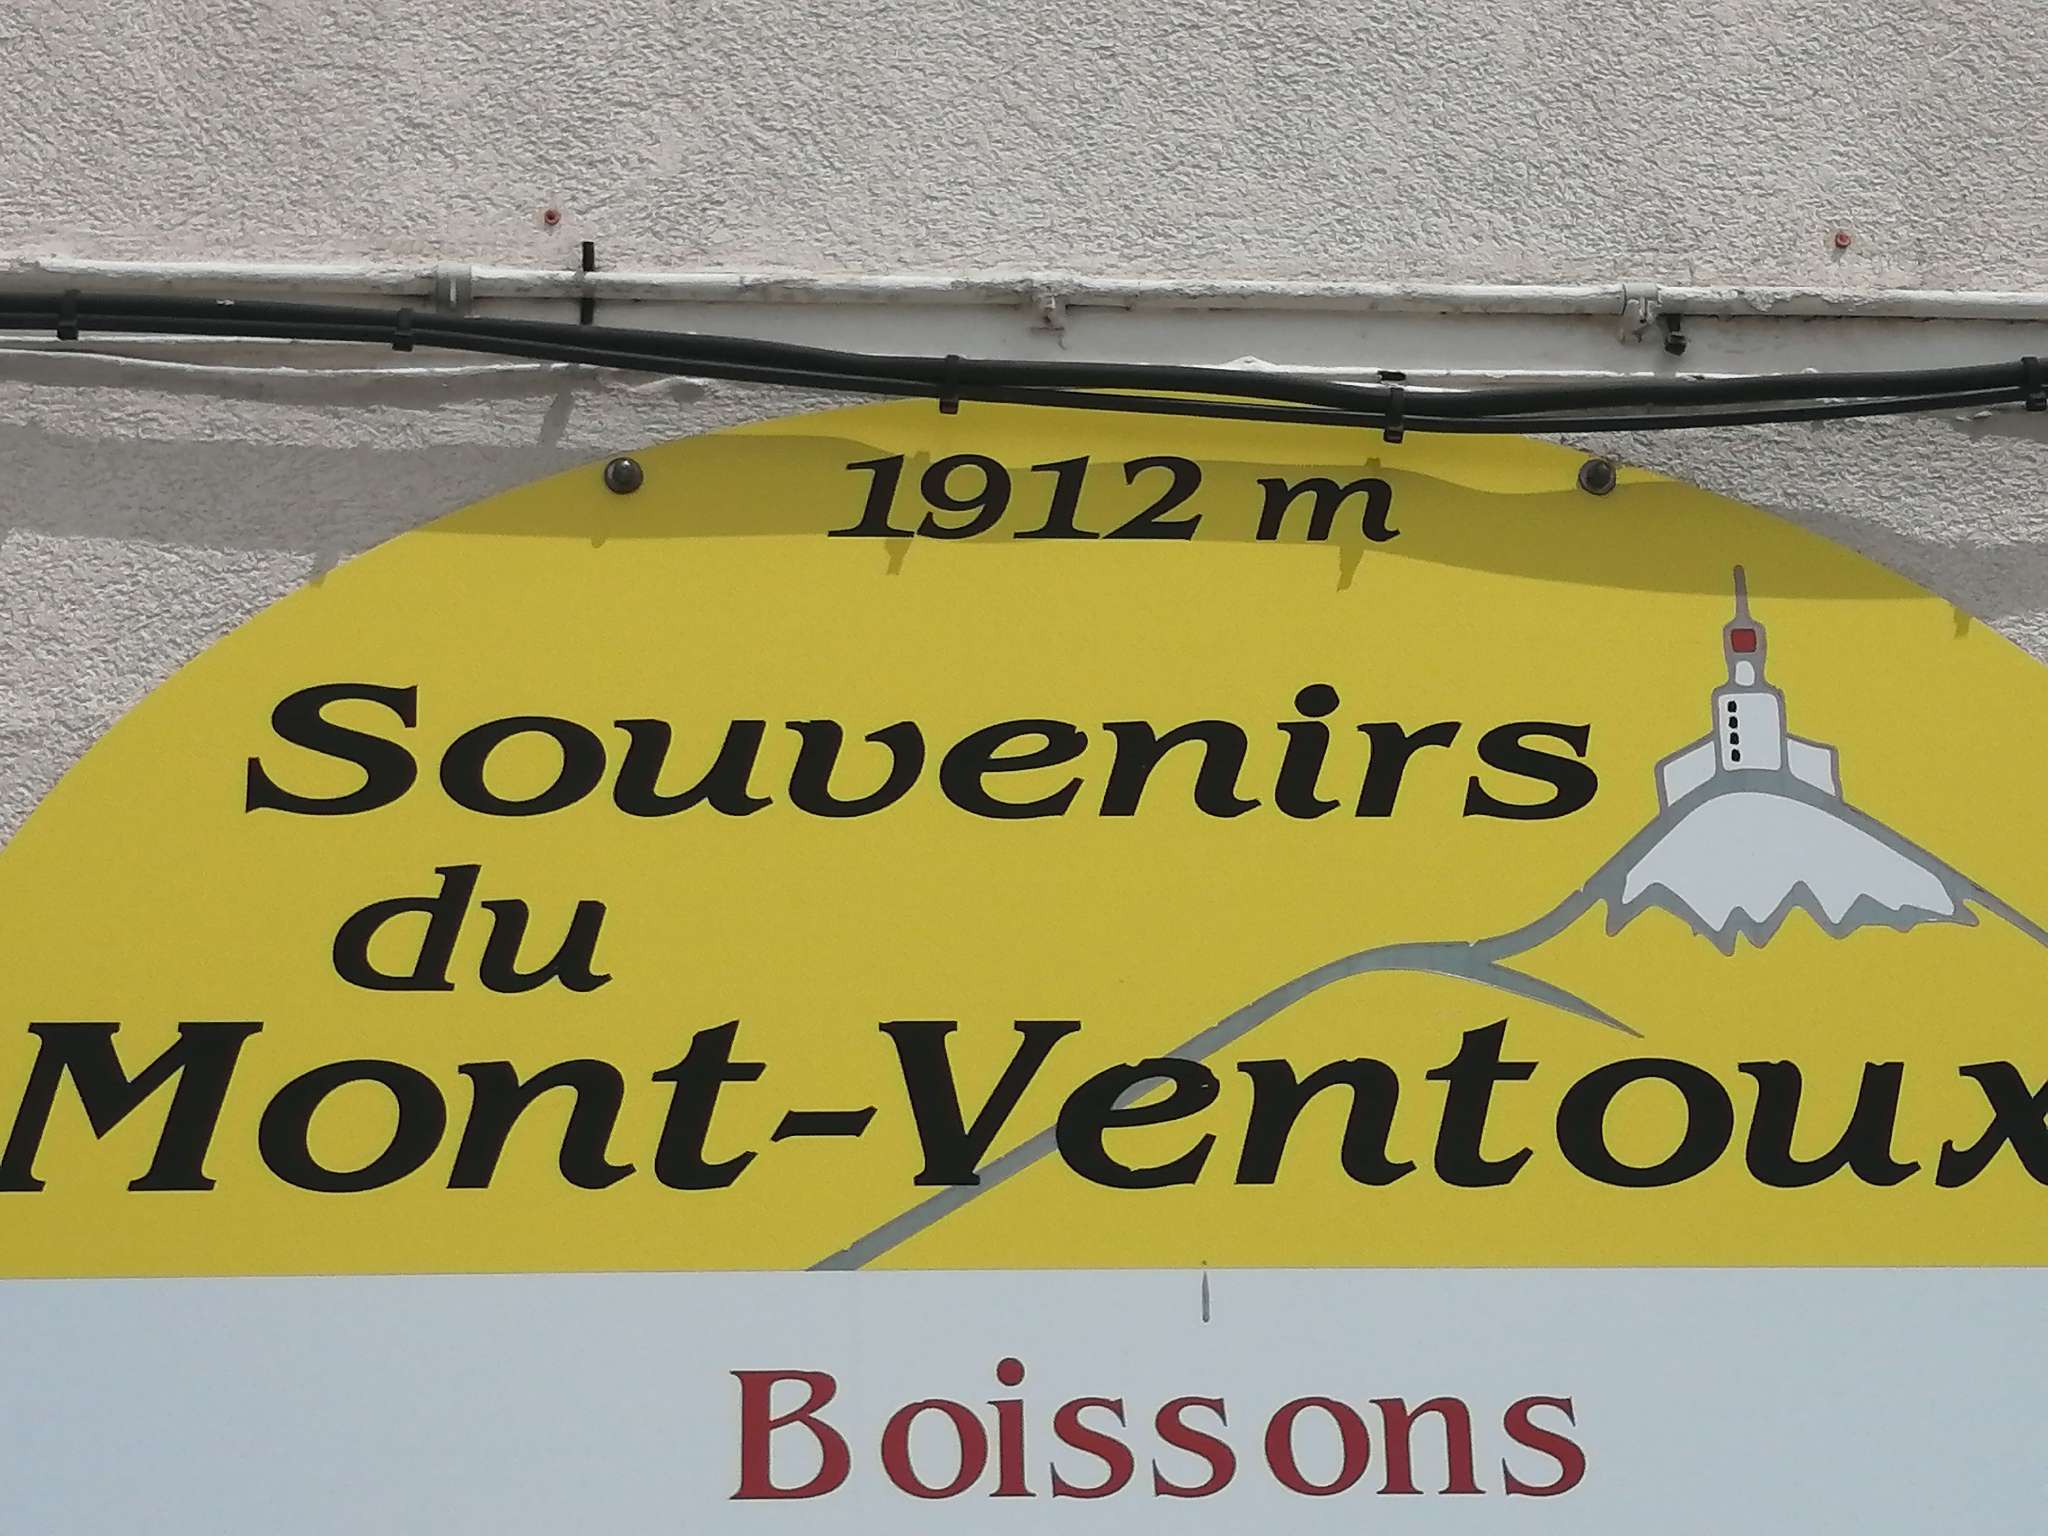 1912 m
Souvenirs
du
Mont-Ventoux
Boissons